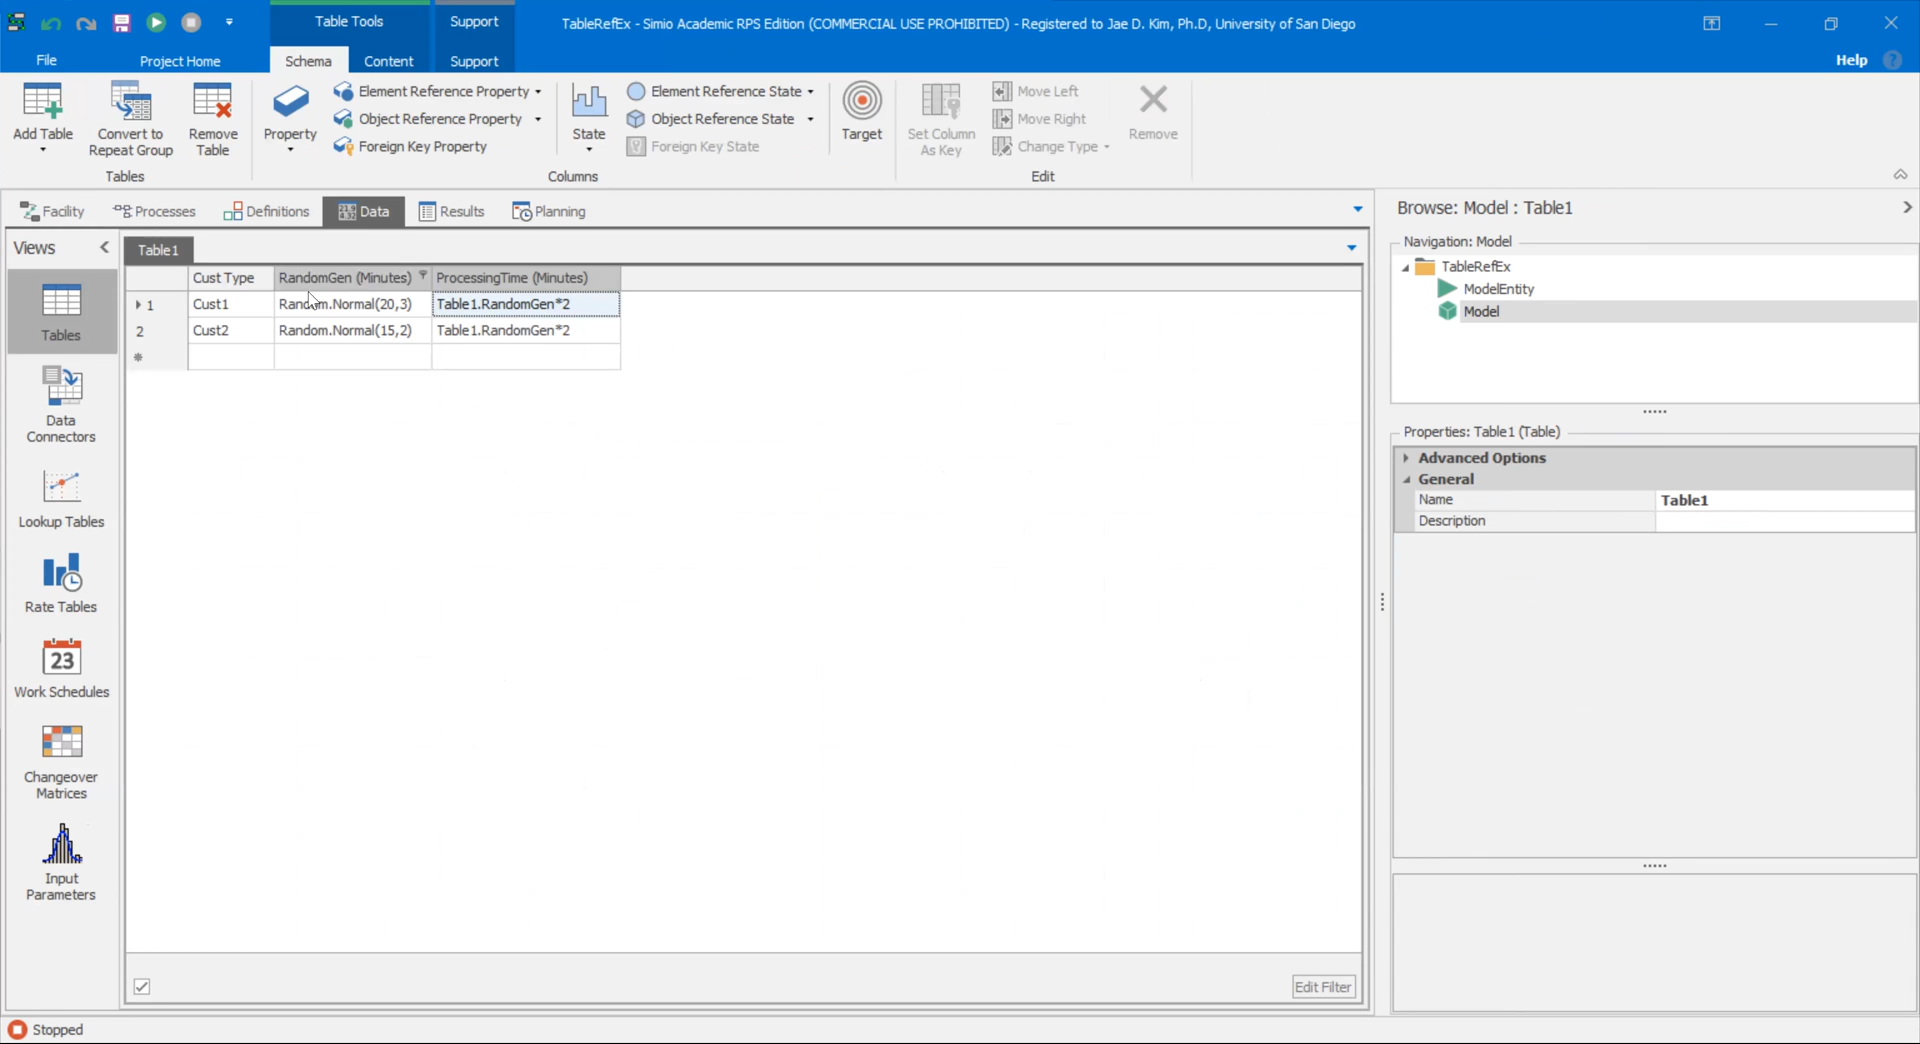 Table Tools
Support
TableRefEx - Simio Academic RPS Edition (COMMERCIAL USE PROHIBITED) - Registered to Jae D. Kim, Ph.D, University of San Diego
File
Project Home
Schema
Content
Support
Help
Add Table
Convert to
Repeat Group
Remove
Table
Tables
Property
Element Reference Property
Object Reference Property
Foreign Key Property
State
Element Reference State
Object Reference State
Foreign Key State
Columns
Target
Set Column
As Key
Move Left
Move Right
Change Type
Remove
Edit
Facility
Processes
Definitions
Data
Results
Planning
Views
Tables
Data
Connectors
Lookup Tables
Rate Tables
23
Work Schedules
Changeover
Matrices
Input
Parameters
Table1
Cust Type RandomGen (Minutes) ProcessingTime (Minutes)
1 Cust1 Random.Normal(20,3) Table1.RandomGen*2
2 Cust2 Random.Normal(15,2) Table1.RandomGen*2
Edit Filter
Browse: Model : Table1
Navigation: Model
TableRefEx
ModelEntity
Model
Properties: Table1 (Table)
Advanced Options
General
Name Table1
Description
Stopped